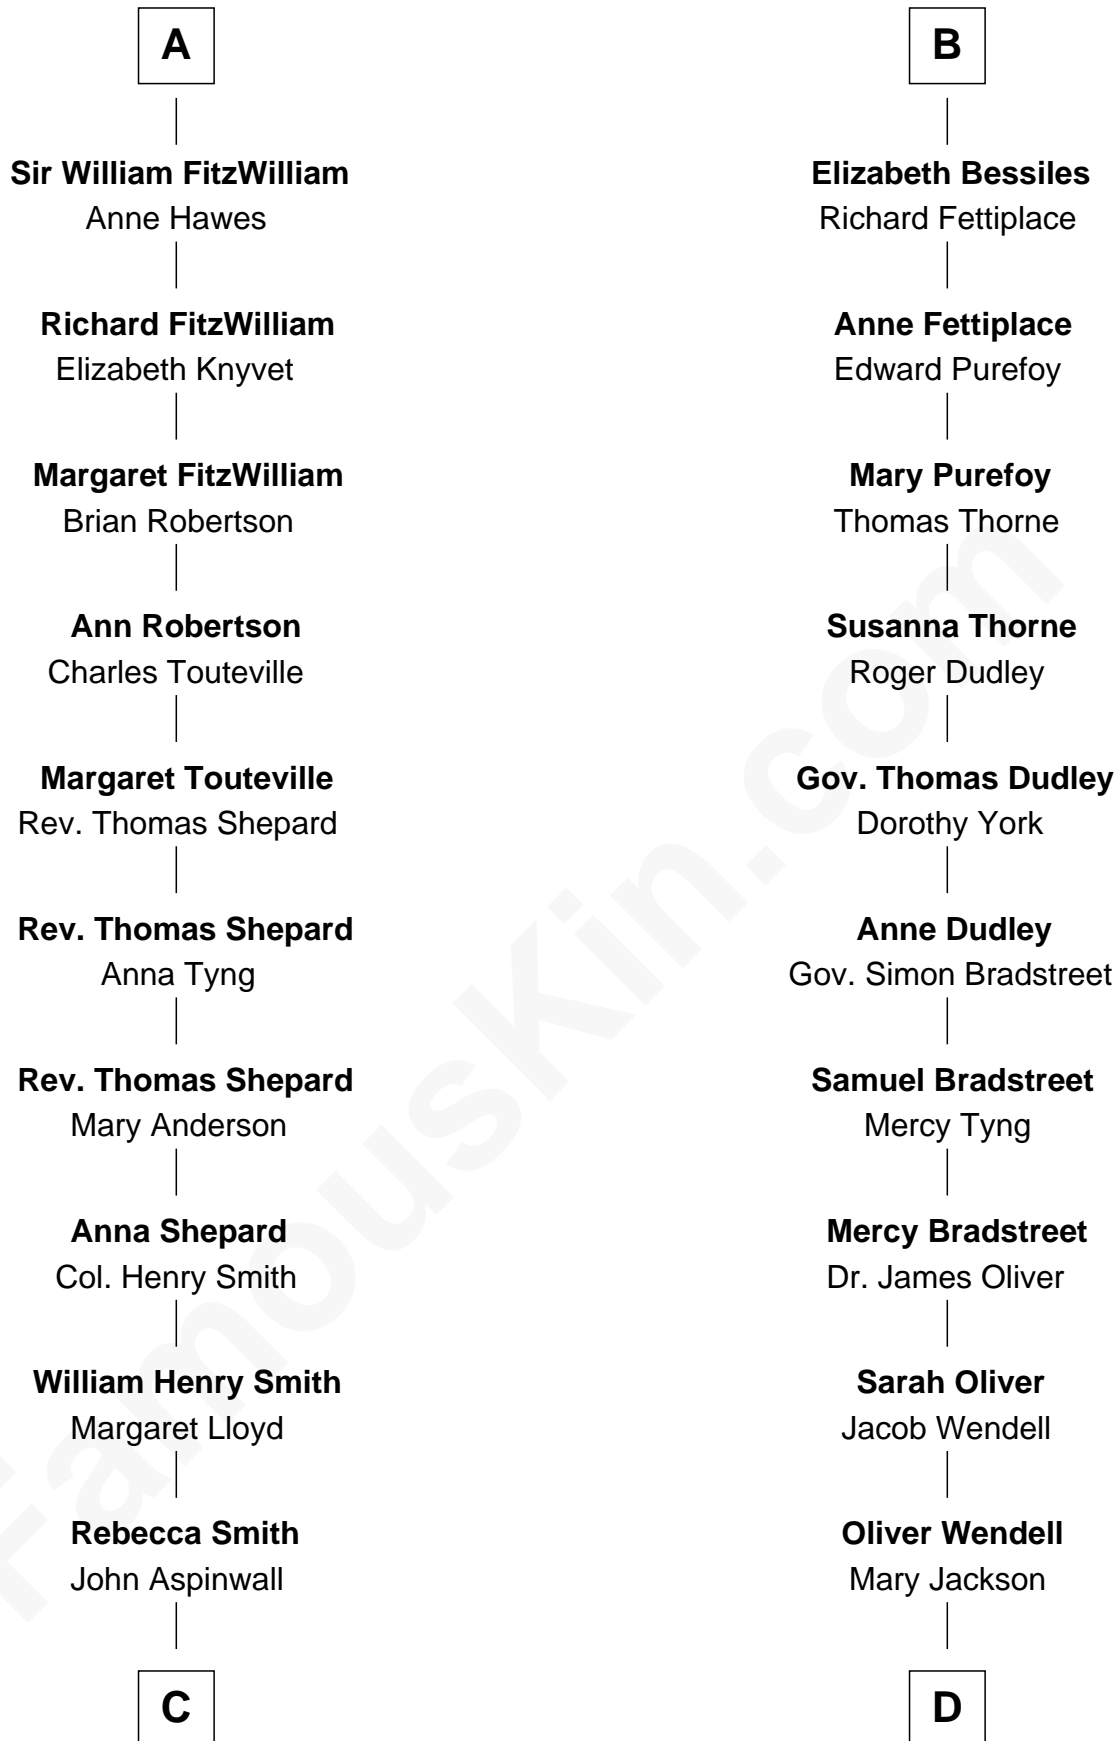 A
Sir William FitzWilliam
Anne Hawes
Richard FitzWilliam
Elizabeth Knyvet
Margaret FitzWilliam
Brian Robertson
Ann Robertson
Charles Touteville
Margaret Touteville
Rev. Thomas Shepard
Rev. Thomas Shepard
Anna Tyng
Rev. Thomas Shepard
Mary Anderson
Anna Shepard
Col. Henry Smith
William Henry Smith
Margaret Lloyd
Rebecca Smith
John Aspinwall
C
B
Elizabeth Bessiles
Richard Fettiplace
Anne Fettiplace
Edward Purefoy
Mary Purefoy
Thomas Thorne
Susanna Thorne
Roger Dudley
Gov. Thomas Dudley
Dorothy York
Anne Dudley
Gov. Simon Bradstreet
Samuel Bradstreet
Mercy Tyng
Mercy Bradstreet
Dr. James Oliver
Sarah Oliver
Jacob Wendell
Oliver Wendell
Mary Jackson
D
FamousKin.com